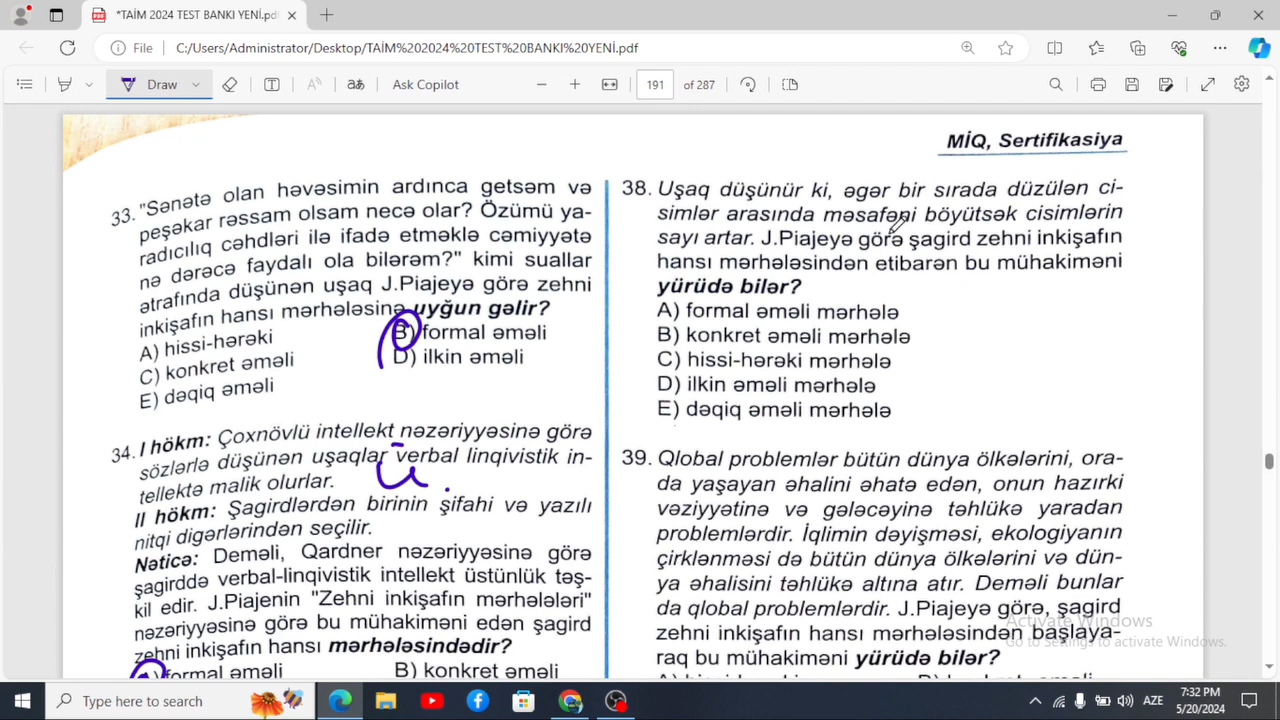 *TAİM 2024 TEST BANKI YENİ.pdf
File
C:/Users/Administrator/Desktop/TAİM%202024%20TEST%20BANKI%20YENİ.pdf
Draw
Ask Copilot
191 of 287
MİQ, Sertifikasiya
33. "Sənətə olan həvəsimin ardınca getsəm və
peşəkar rəssam olsam necə olar? Özümü ya-
radıcılıq cəhdləri ilə ifadə etməklə cəmiyyətə
nə dərəcə faydalı ola bilərəm?" kimi suallar
ətrafında düşünən uşaq J.Piajeyə görə zehni
inkişafın hansı mərhələsinə uyğun gəlir?
A) hissi-hərəki
B) formal əməli
C) konkret əməli
D) ilkin əməli
E) dəqiq əməli
34. I hökm: Çoxnövlü intellekt nəzəriyyəsinə görə
sözlərlə düşünən uşaqlar verbal linqivistik in-
tellektə malik olurlar.
II hökm: Şagirdlərdən birinin şifahi və yazılı
nitqi digərlərindən seçilir.
Nəticə: Deməli, Qardner nəzəriyyəsinə görə
şagirddə verbal-linqivistik intellekt üstünlük təş-
kil edir. J.Piajenin "Zehni inkişafın mərhələləri"
nəzəriyyəsinə görə bu mühakiməni edən şagird
zehni inkişafın hansı mərhələsindədir?
A) formal əməli
B) konkret əməli
38. Uşaq düşünür ki, əgər bir sırada düzülən ci-
simlər arasında məsafəni böyütsək cisimlərin
sayı artar. J.Piajeyə görə şagird zehni inkişafın
hansı mərhələsindən etibarən bu mühakiməni
yürüdə bilər?
A) formal əməli mərhələ
B) konkret əməli mərhələ
C) hissi-hərəki mərhələ
D) ilkin əməli mərhələ
E) dəqiq əməli mərhələ
39. Qlobal problemlər bütün dünya ölkələrini, ora-
da yaşayan əhalini əhatə edən, onun hazırki
vəziyyətinə və gələcəyinə təhlükə yaradan
problemlərdir. İqlimin dəyişməsi, ekologiyanın
çirklənməsi də bütün dünya ölkələrini və dün-
ya əhalisini təhlükə altına atır. Deməli bunlar
da qlobal problemlərdir. J.Piajeyə görə, şagird
zehni inkişafın hansı mərhələsindən başlaya-
raq bu mühakiməni yürüdə bilər?
Activate Windows
Go to Settings to activate Windows.
Type here to search
AZE
7:32 PM
5/20/2024